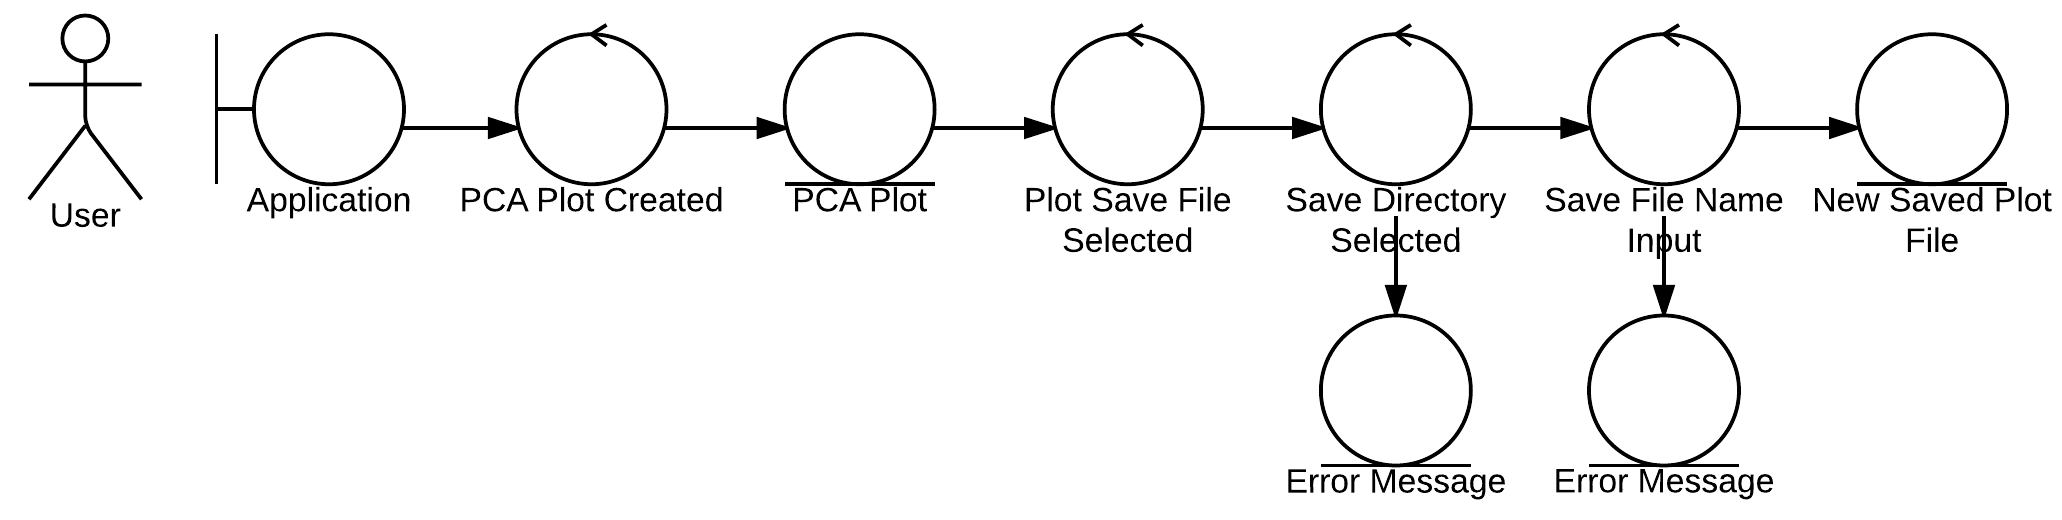 User
Application
PCA Plot Created
PCA Plot
Plot Save File
Selected
Save Directory
Selected
Save File Name
Input
New Saved Plot
File
Error Message
Error Message